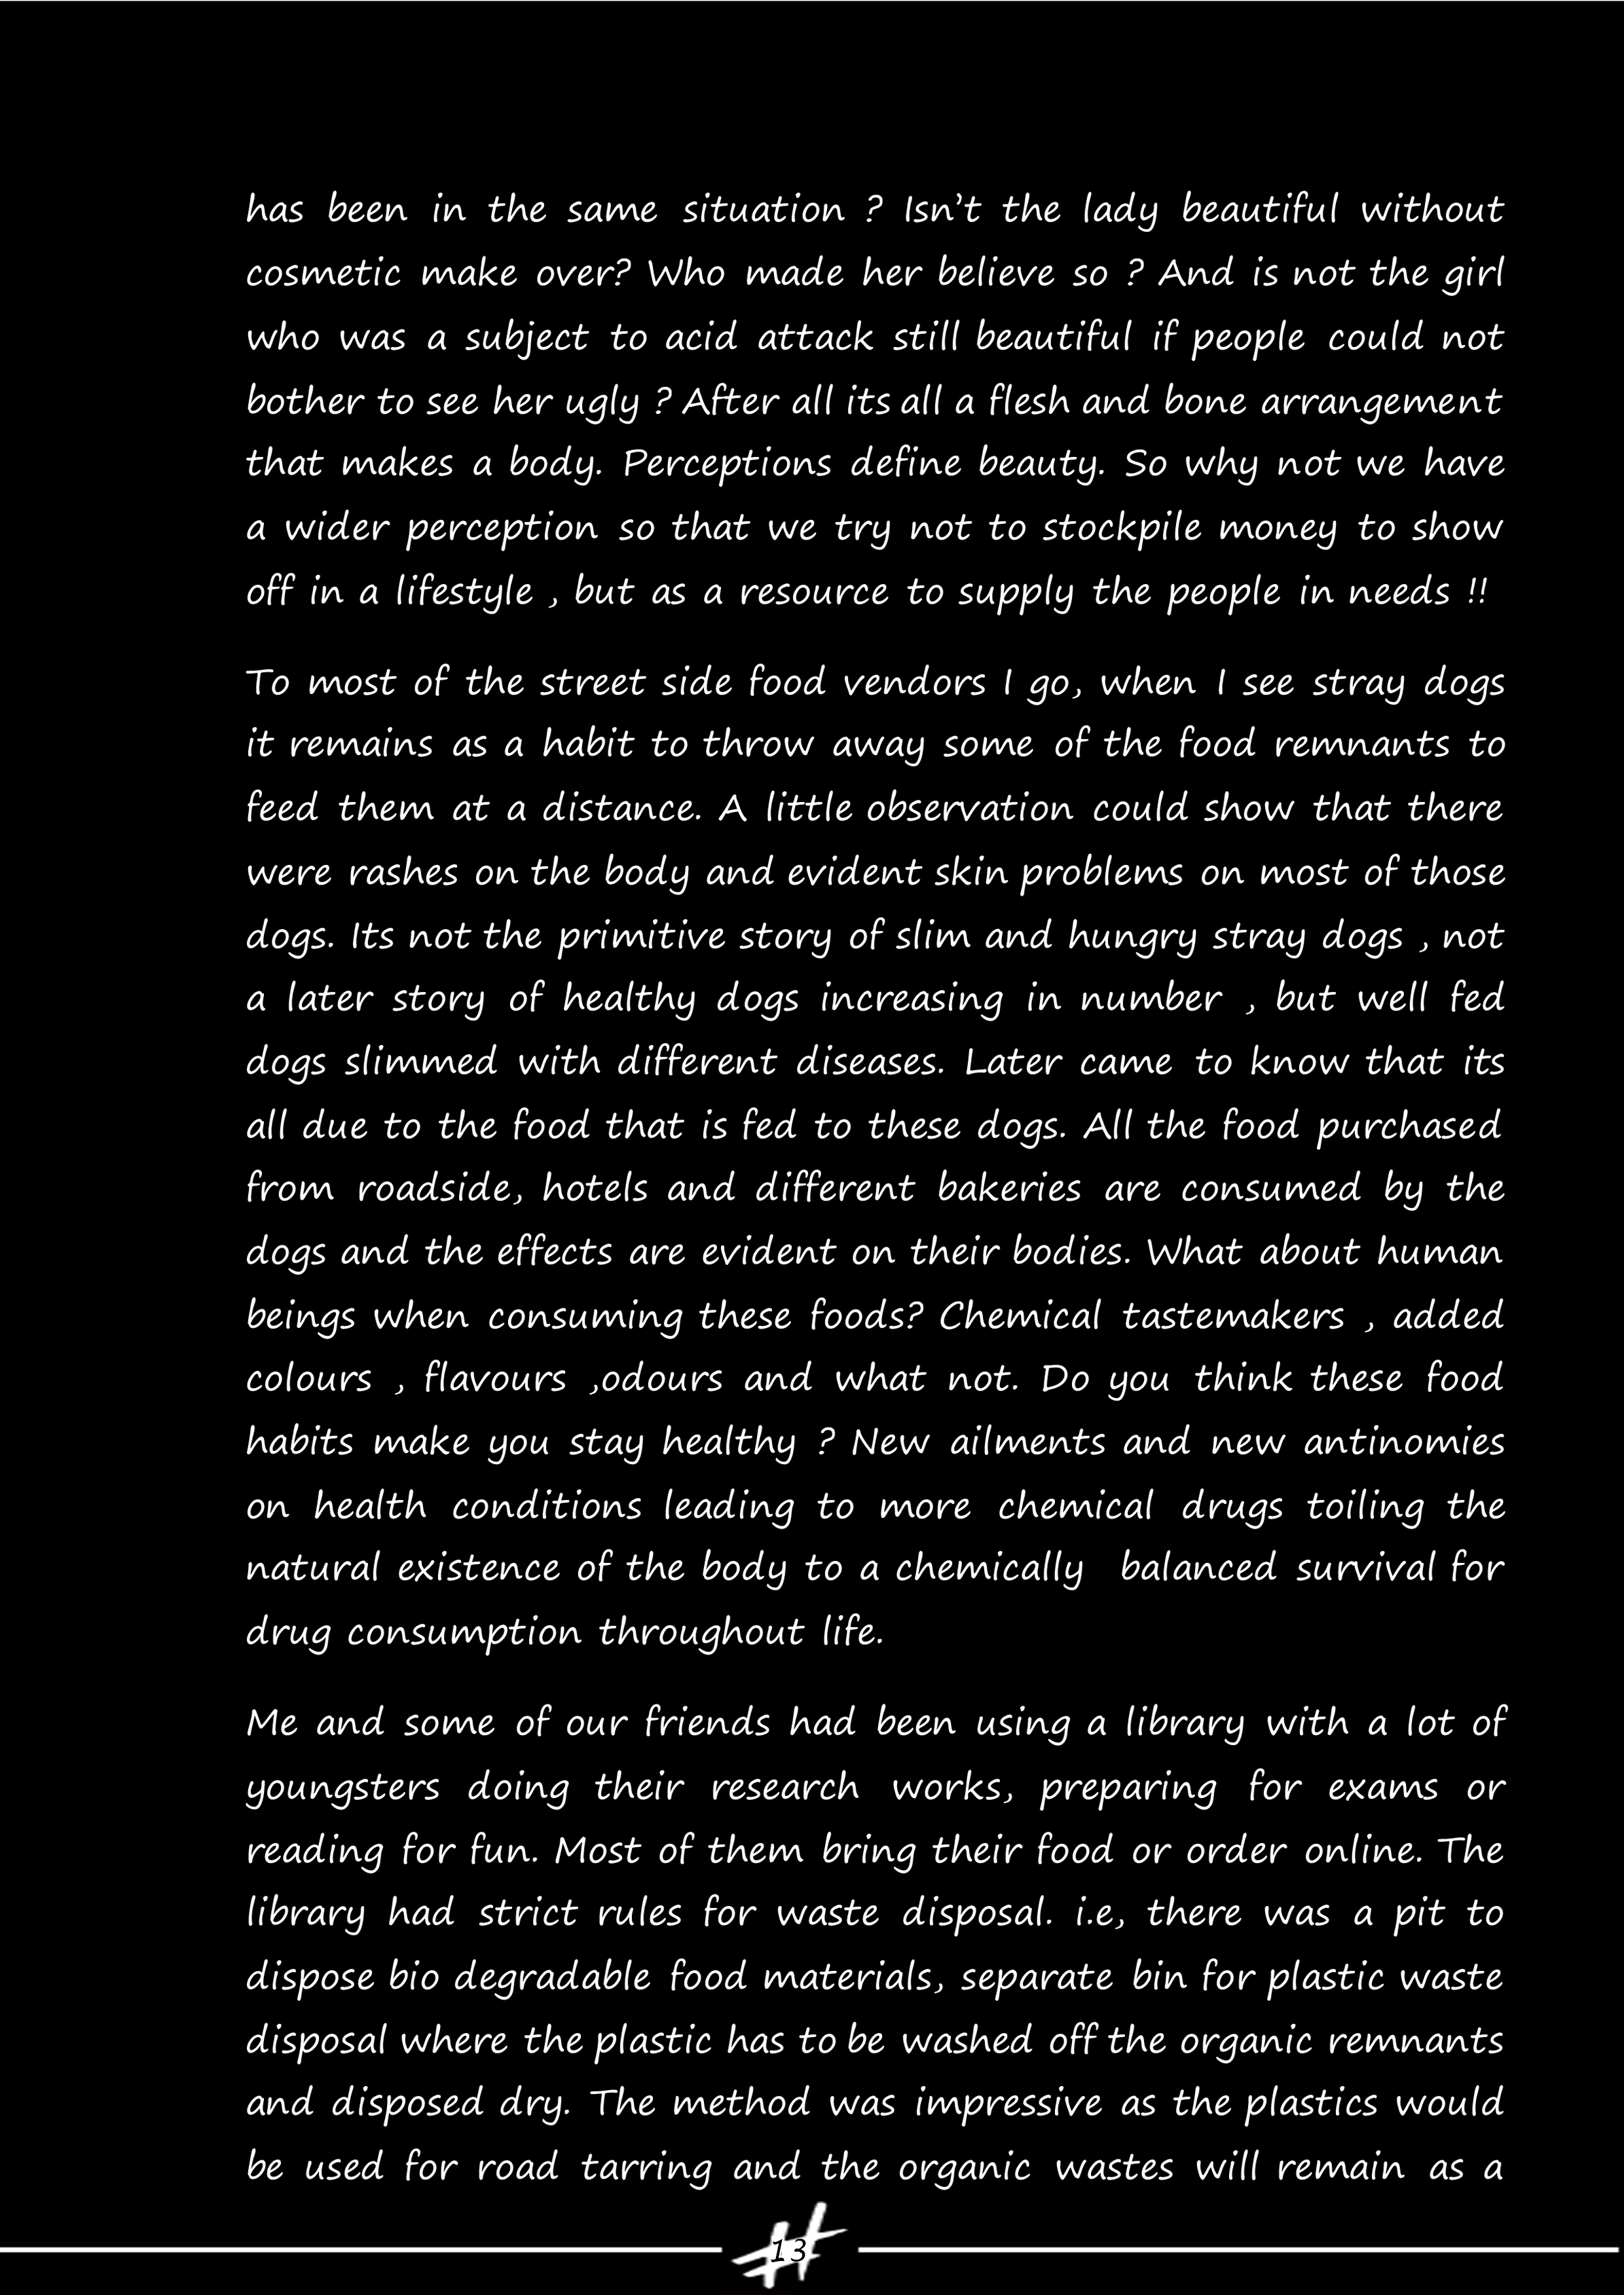 has been in the same situation ? Isn’t the lady beautiful without
cosmetic make over? Who made her believe so ? And is not the girl
who was a subject to acid attack still beautiful if people could not
bother to see her ugly ? After all its all a flesh and bone arrangement
that makes a body. Perceptions define beauty. So why not we have
a wider perception so that we try not to stockpile money to show
off in a lifestyle , but as a resource to supply the people in needs !!
To most of the street side food vendors I go, when I see stray dogs
it remains as a habit to throw away some of the food remnants to
feed them at a distance. A little observation could show that there
were rashes on the body and evident skin problems on most of those
dogs. Its not the primitive story of slim and hungry stray dogs , not
a later story of healthy dogs increasing in number , but well fed
dogs slimmed with different diseases. Later came to know that its
all due to the food that is fed to these dogs. All the food purchased
from roadside, hotels and different bakeries are consumed by the
dogs and the effects are evident on their bodies. What about human
beings when consuming these foods? Chemical tastemakers , added
colours , flavours ,odours and what not. Do you think these food
habits make you stay healthy ? New ailments and new antinomies
on health conditions leading to more chemical drugs toiling the
natural existence of the body to a chemically balanced survival for
drug consumption throughout life.
Me and some of our friends had been using a library with a lot of
youngsters doing their research works, preparing for exams or
reading for fun. Most of them bring their food or order online. The
library had strict rules for waste disposal. i.e, there was a pit to
dispose bio degradable food materials, separate bin for plastic waste
disposal where the plastic has to be washed off the organic remnants
and disposed dry. The method was impressive as the plastics would
be used for road tarring and the organic wastes will remain as a
13